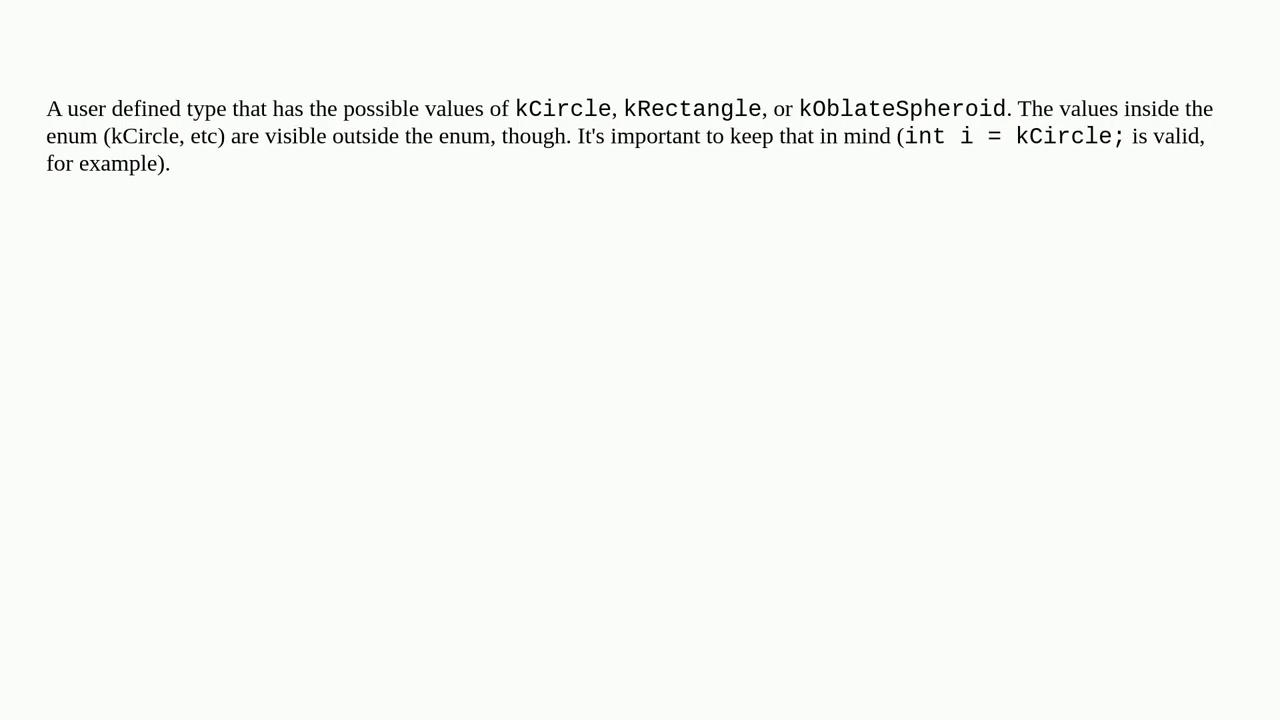 A user defined type that has the possible values of kCircle, kRectangle, or kOblateSpheroid. The values inside the
enum (kCircle, etc) are visible outside the enum, though. It's important to keep that in mind (int i = kCircle; is valid,
for example).